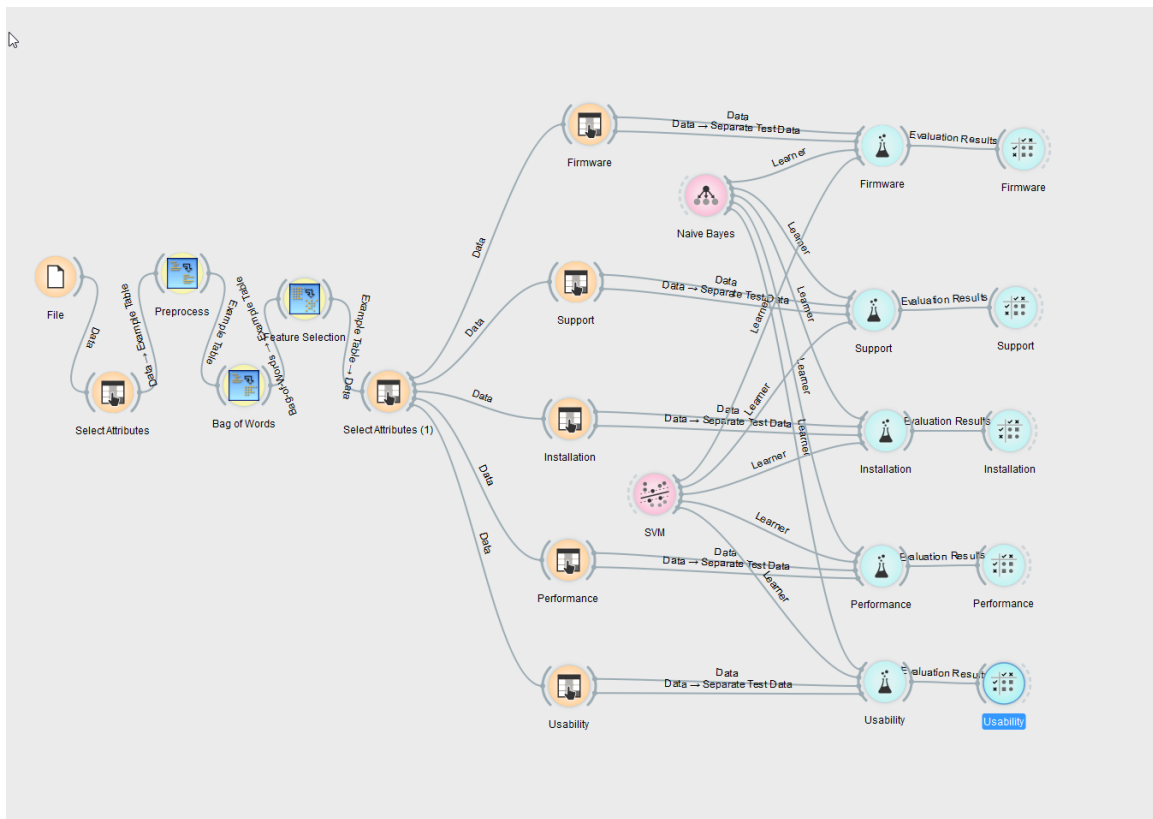 File
Data
Select Attributes
Data → Example Table
Preprocess
Example Table
Bag of Words
Bag-of-Words → Example Table
Feature Selection
Example Table → Data
Select Attributes (1)
Data
Data
Data
Data
Data
Firmware
Data
Data → Separate Test Data
Learner
Naive Bayes
Firmware
Evaluation Results
Firmware
Support
Data
Data → Separate Test Data
Learner
Learner
Support
Evaluation Results
Support
Installation
Data
Data → Separate Test Data
Learner
Learner
Learner
Installation
Evaluation Results
Installation
SVM
Learner
Performance
Data
Data → Separate Test Data
Learner
Learner
Performance
Evaluation Results
Performance
Usability
Data
Data → Separate Test Data
Learner
Usability
Evaluation Results
Usability